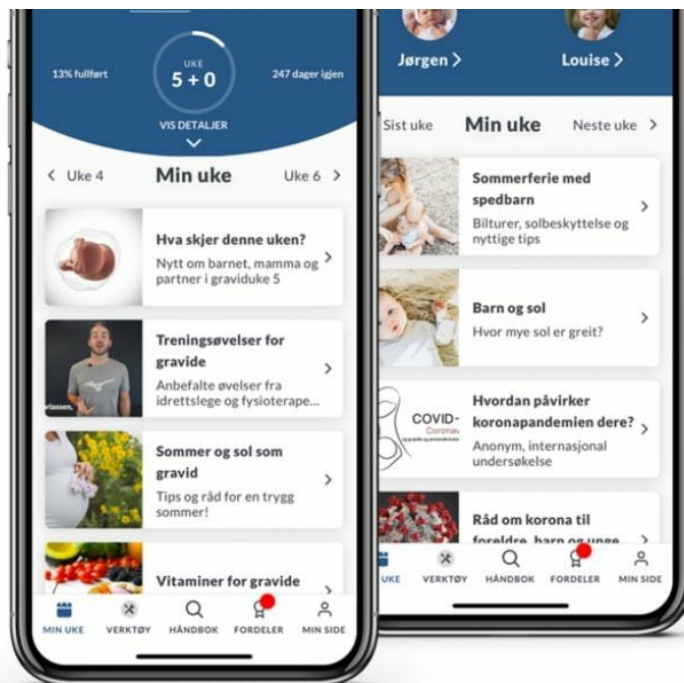 UKE
5 + 0
13% fullført
247 dager igjen
VIS DETALJER
Uke 4
Min uke
Uke 6
Hva skjer denne uken?
Nytt om barnet, mamma og
partner i graviduke 5
Treningsøvelser for
gravide
Anbefalte øvelser fra
idrettslege og fysioterape...
Sommer og sol som
gravid
Tips og råd for en trygg
sommer!
Vitaminer for gravide
MIN UKE
VERKTØY
HÅNDBOK
FORDELER
MIN SIDE
Jørgen
Louise
Sist uke
Min uke
Neste uke
Sommerferie med
spedbarn
Bilturer, solbeskyttelse og
nyttige tips
Barn og sol
Hvor mye sol er greit?
COVID-
Hvordan påvirker
koronapandemien dere?
Anonym, internasjonal
undersøkelse
Råd om korona til
foreldre, barn og unge
UKE
VERKTØY
HÅNDBOK
FORDELER
MIN SIDE